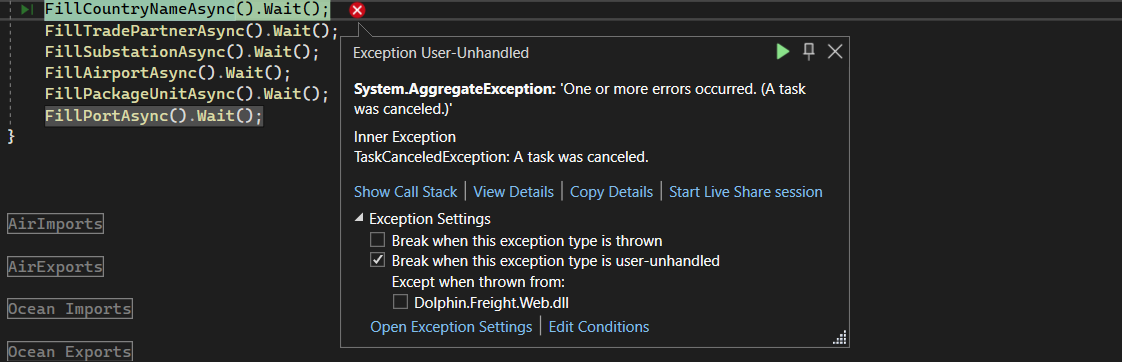 FillCountryNameAsync().Wait();
FillTradePartnerAsync().Wait();
FillSubstationAsync().Wait();
FillAirportAsync().Wait();
FillPackageUnitAsync().Wait();
FillPortAsync().Wait();
}
Exception User-Unhandled
System.AggregateException: 'One or more errors occurred. (A task
was canceled.)'
Inner Exception
TaskCanceledException: A task was canceled.
Show Call Stack | View Details | Copy Details | Start Live Share session
Exception Settings
Break when this exception type is thrown
Break when this exception type is user-unhandled
Except when thrown from:
Dolphin.Freight.Web.dll
Open Exception Settings | Edit Conditions
AirImports
AirExports
Ocean Imports
Ocean Exports